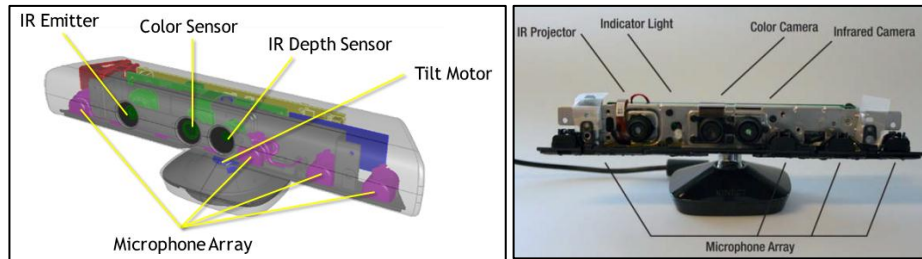 IR Emitter
Color Sensor
IR Depth Sensor
Tilt Motor
Microphone Array
Indicator Light
IR Projector
Color Camera
Infrared Camera
Microphone Array